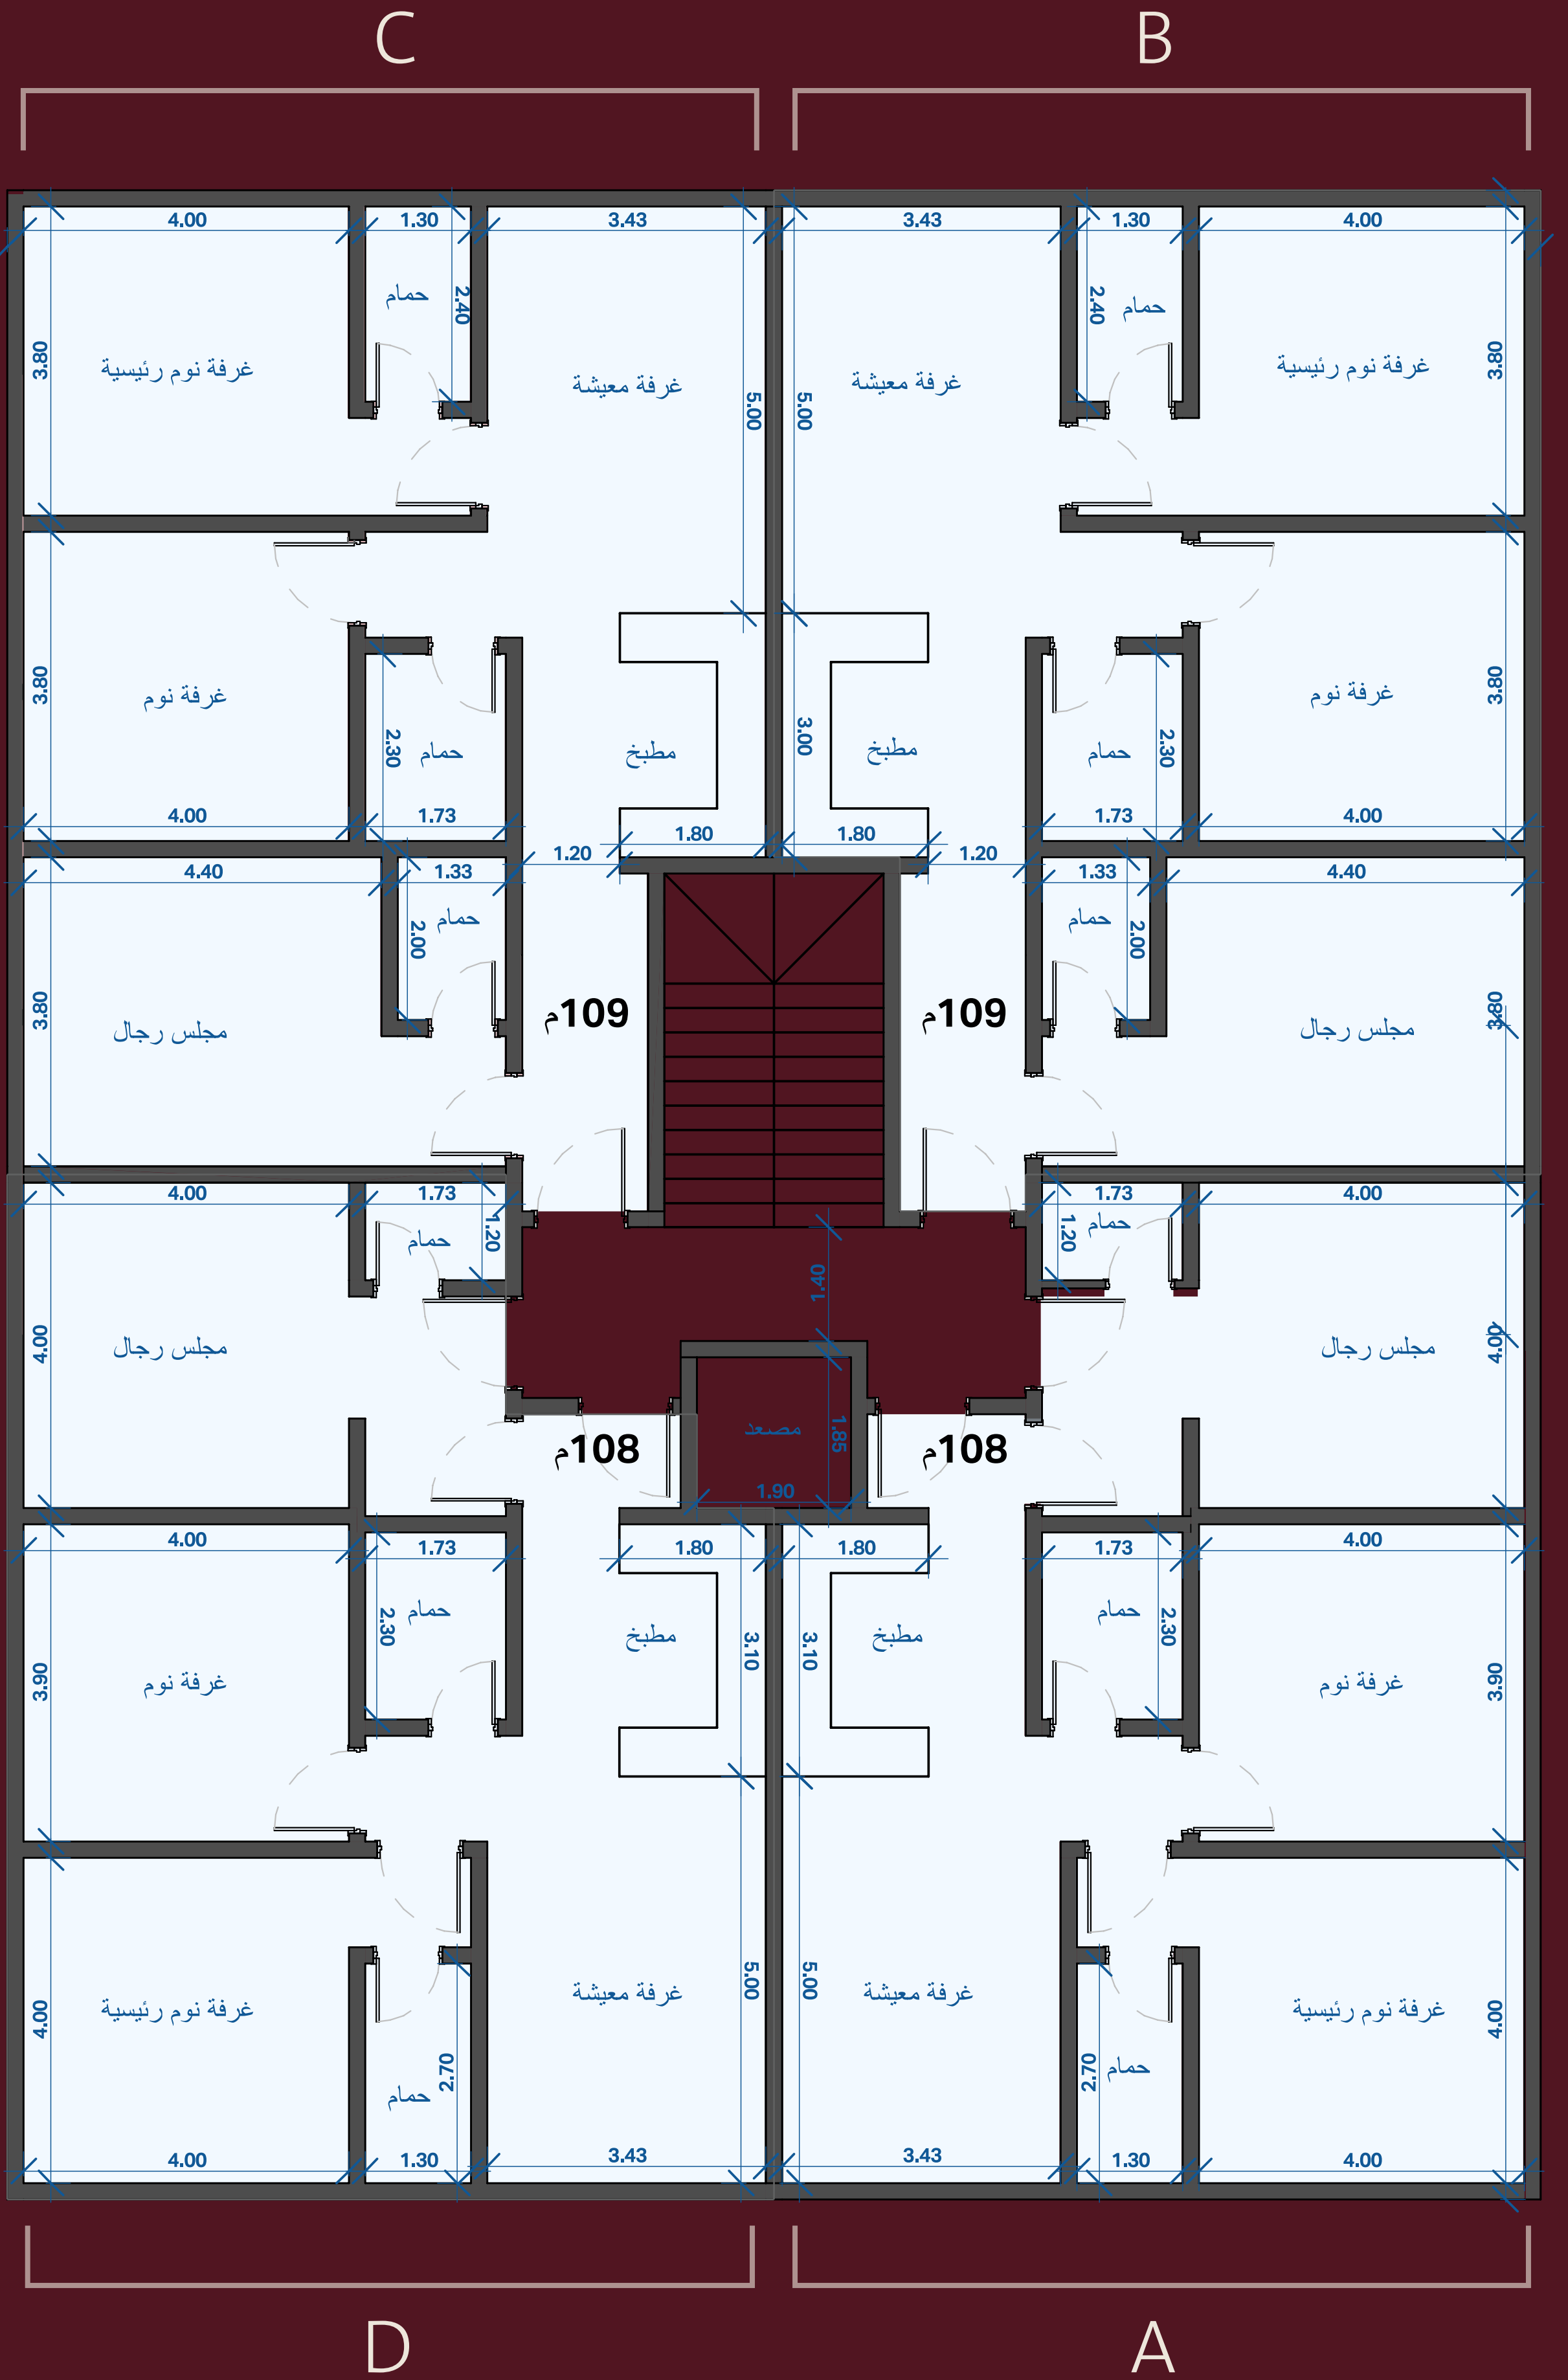 C B
4.00 1.30 3.43 3.43 1.30 4.00
حمام 2.40 2.40 حمام
3.80 غرفة نوم رئيسية غرفة معيشة 5.00 5.00 غرفة معيشة غرفة نوم رئيسية 3.80
3.80 غرفة نوم 2.30 حمام مطبخ 3.00 مطبخ حمام 2.30 غرفة نوم 3.80
4.00 1.73 1.80 1.80 1.73 4.00
1.20 1.20
4.40 1.33 1.33 4.40
2.00 حمام حمام 2.00
3.80 مجلس رجال 109م 109م مجلس رجال 3.80
4.00 1.73 1.73 4.00
حمام 1.20 1.20 حمام
1.40
4.00 مجلس رجال مجلس رجال 4.00
108م مصعد 1.85 108م
1.90
4.00 1.73 1.80 1.80 1.73 4.00
2.30 حمام مطبخ 3.10 3.10 مطبخ حمام 2.30
3.90 غرفة نوم غرفة نوم 3.90
4.00 غرفة نوم رئيسية غرفة معيشة 5.00 5.00 غرفة معيشة غرفة نوم رئيسية 4.00
حمام 2.70 2.70 حمام
4.00 1.30 3.43 3.43 1.30 4.00
D A